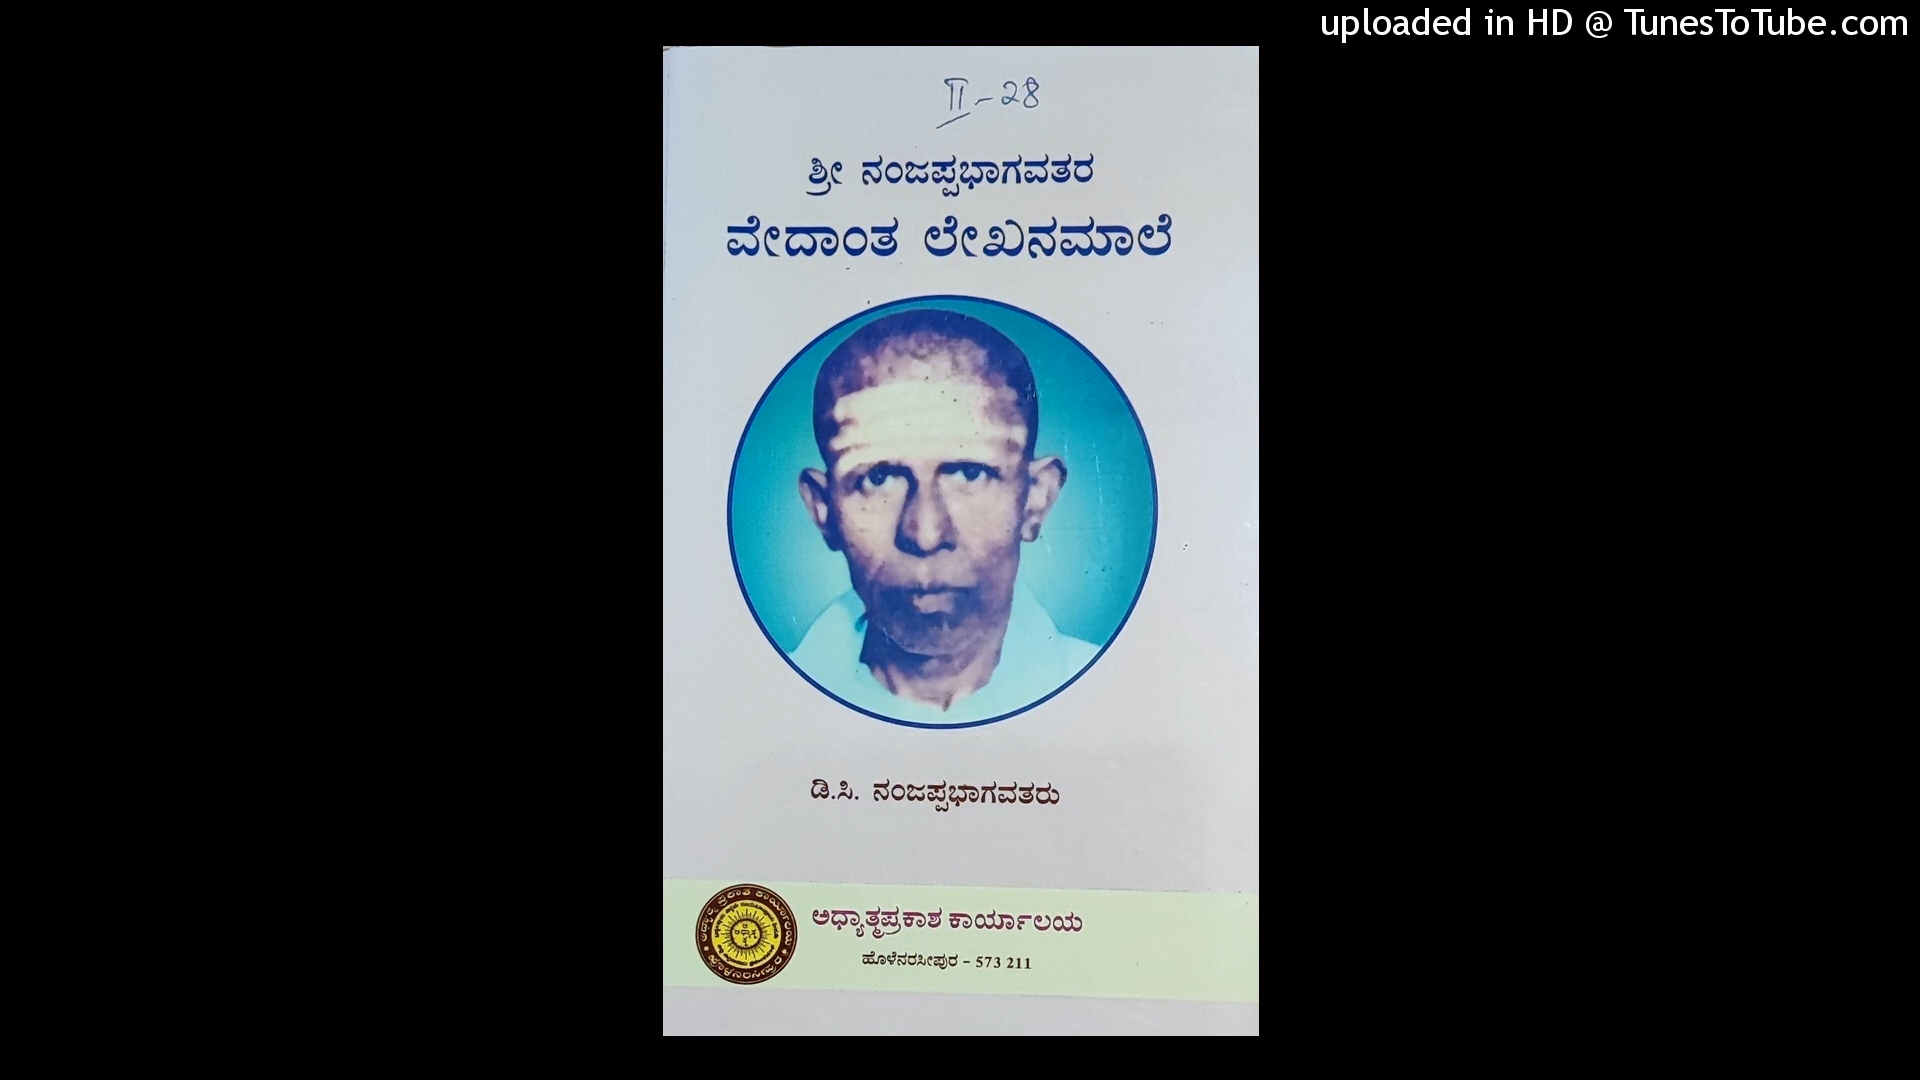 uploaded in HD @ TunesToTube.com
II - 28
ಶ್ರೀ ನಂಜಪ್ಪಭಾಗವತರ
ವೇದಾಂತ ಲೇಖನಮಾಲೆ
ಡಿ.ಸಿ. ನಂಜಪ್ಪಭಾಗವತರು
ಅಧ್ಯಾತ್ಮಪ್ರಕಾಶ ಕಾರ್ಯಾಲಯ
ಹೊಳೆನರಸೀಪುರ - 573 211